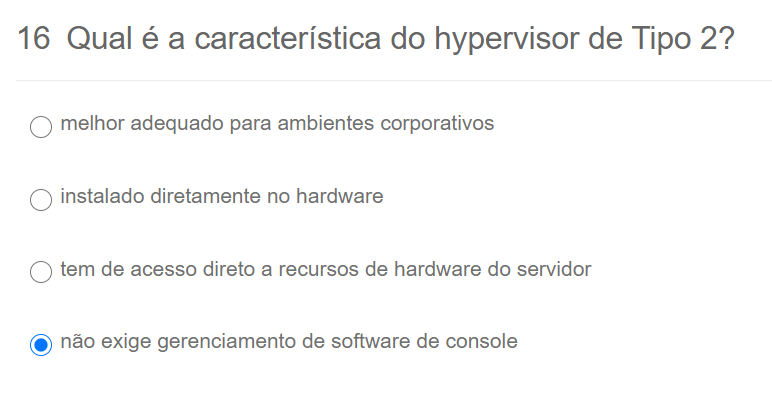 16 Qual é a característica do hypervisor de Tipo 2?
melhor adequado para ambientes corporativos
instalado diretamente no hardware
tem de acesso direto a recursos de hardware do servidor
não exige gerenciamento de software de console